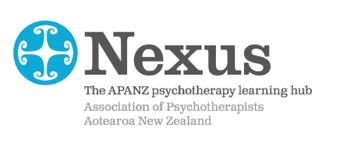 Nexus
The APANZ psychotherapy learning hub
Association of Psychotherapists
Aotearoa New Zealand